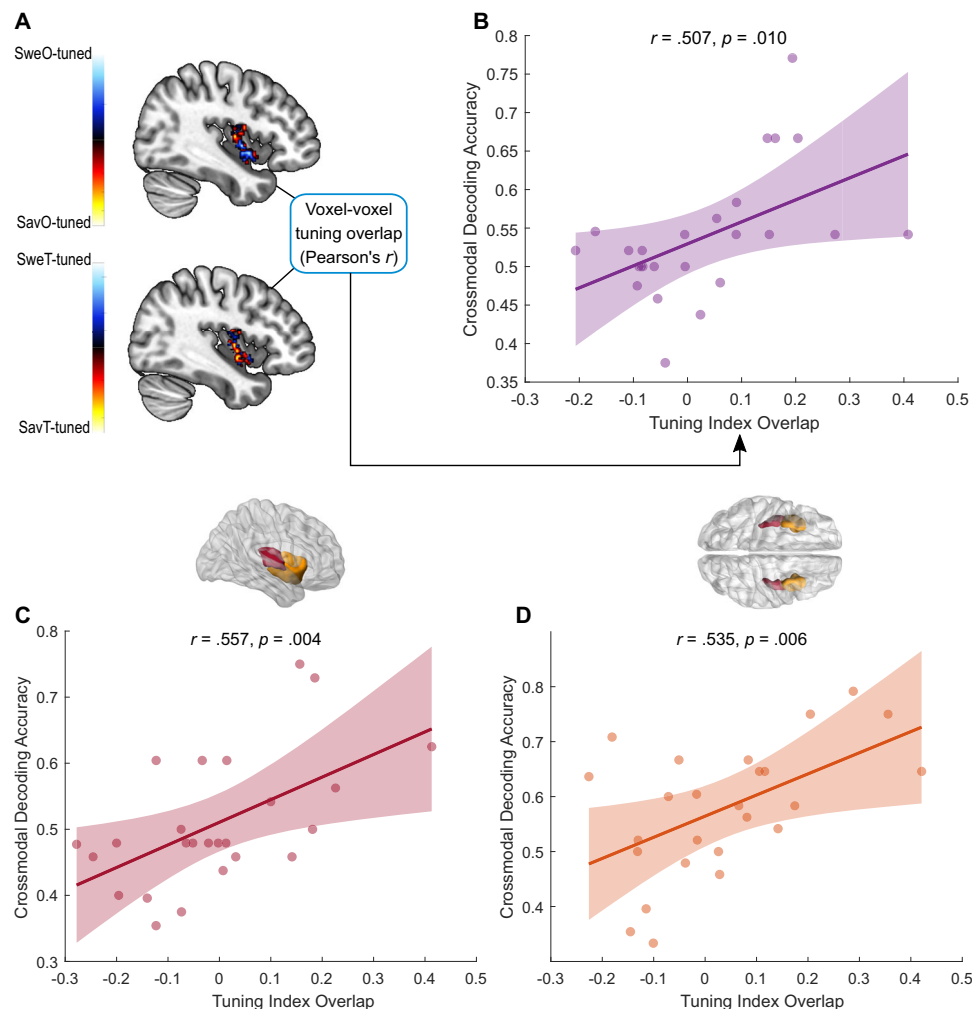 A
SweO-tuned
SavO-tuned
SweT-tuned
SavT-tuned
Voxel-voxel
tuning overlap
(Pearson's r)
B
r = .507, p = .010
Crossmodal Decoding Accuracy
0.8
0.75
0.7
0.65
0.6
0.55
0.5
0.45
0.4
0.35
-0.3 -0.2 -0.1 0 0.1 0.2 0.3 0.4 0.5
Tuning Index Overlap
C
r = .557, p = .004
Crossmodal Decoding Accuracy
0.8
0.7
0.6
0.5
0.4
0.3
-0.3 -0.2 -0.1 0 0.1 0.2 0.3 0.4 0.5
Tuning Index Overlap
D
r = .535, p = .006
Crossmodal Decoding Accuracy
0.8
0.7
0.6
0.5
0.4
-0.3 -0.2 -0.1 0 0.1 0.2 0.3 0.4 0.5
Tuning Index Overlap